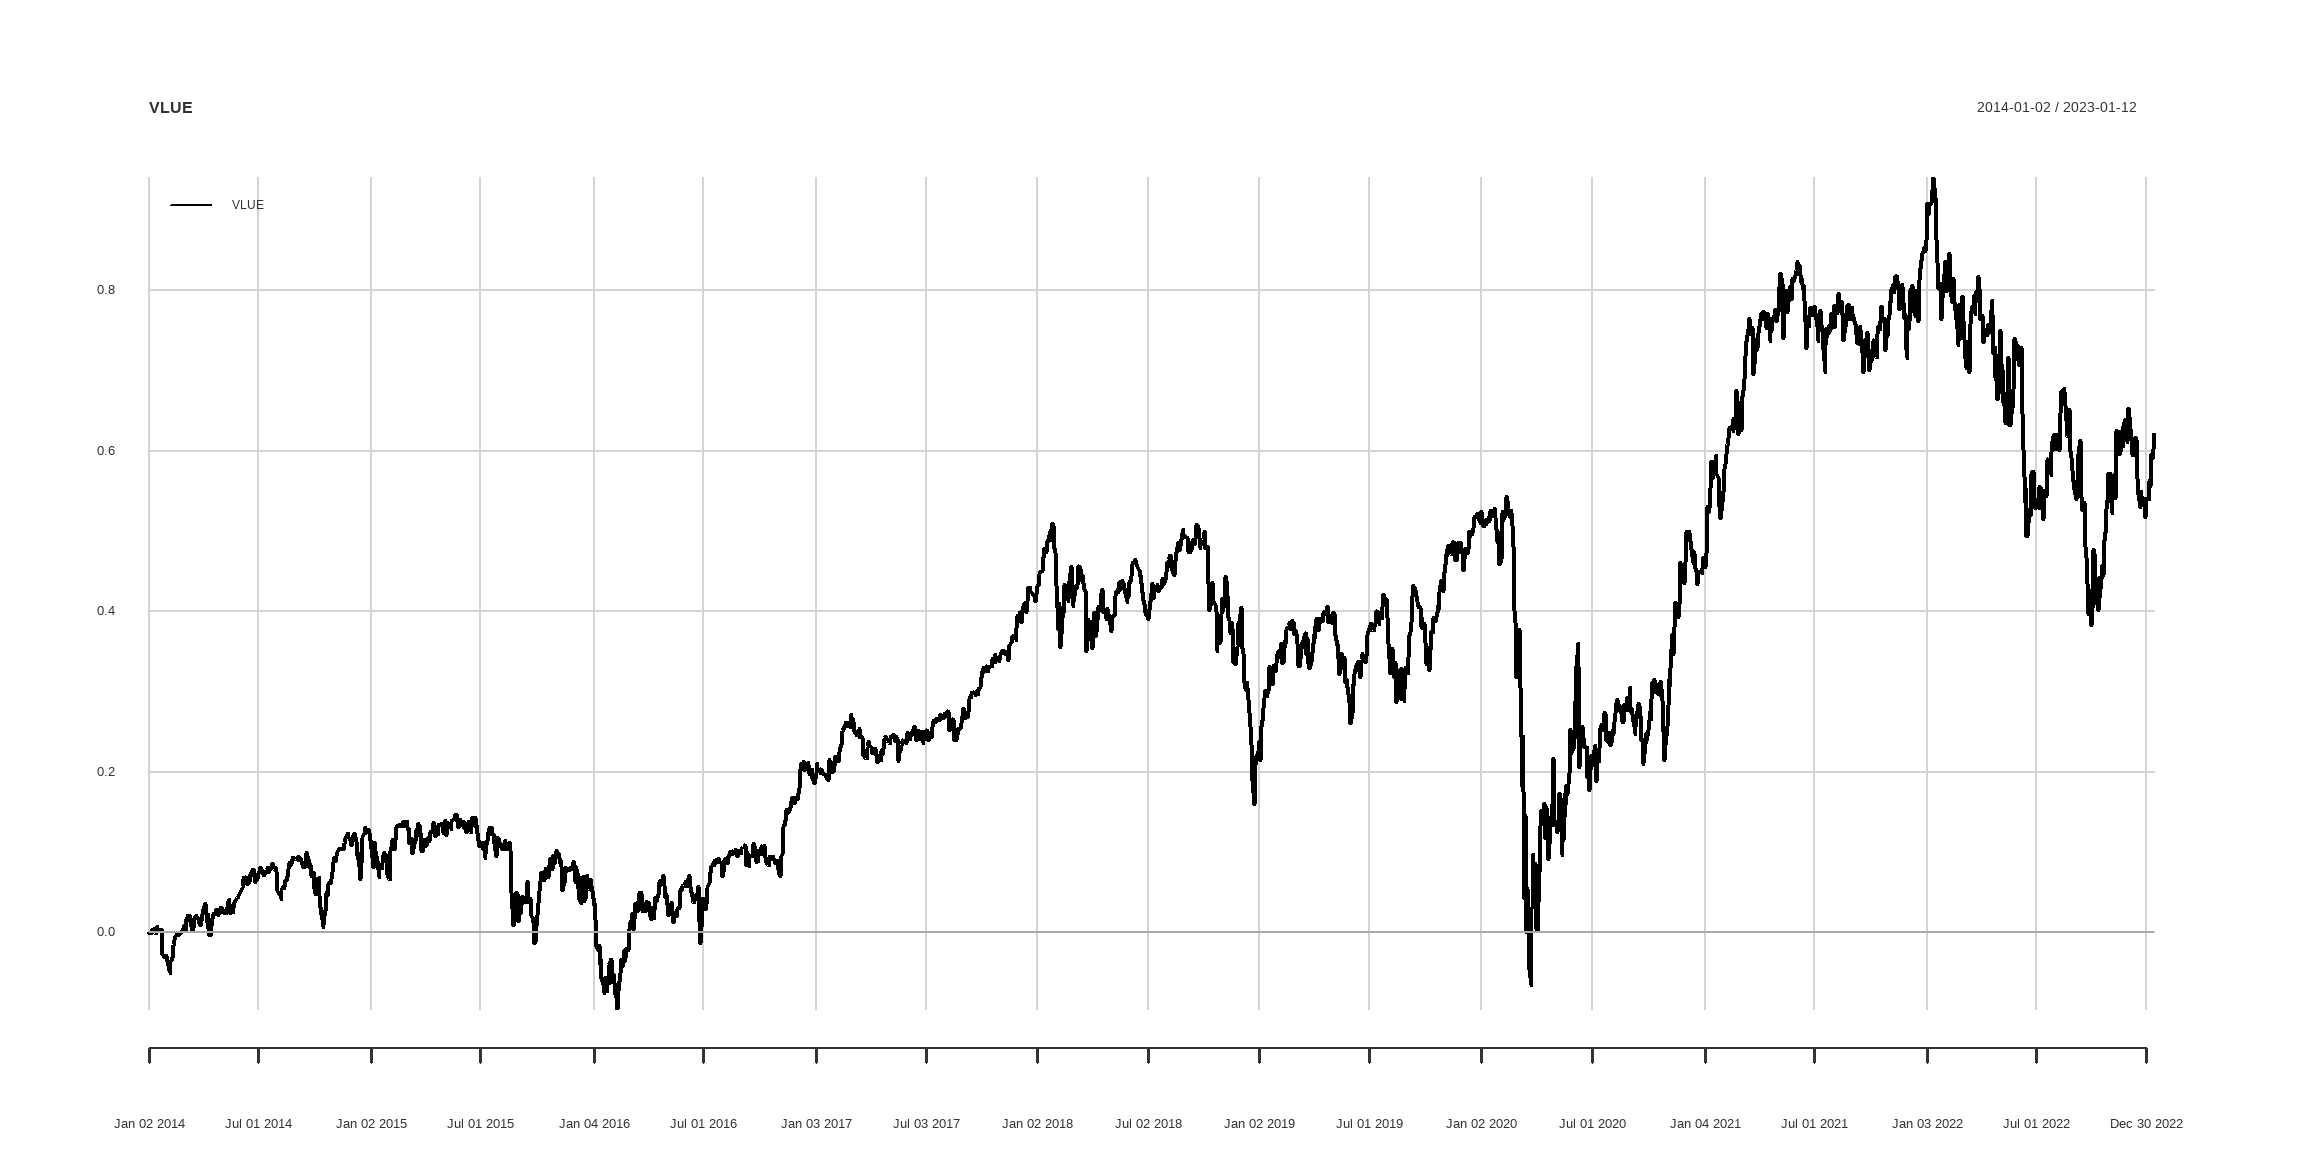 VLUE
2014-01-02 / 2023-01-12
VLUE
0.8
0.6
0.4
0.2
0.0
Jan 02 2014
Jul 01 2014
Jan 02 2015
Jul 01 2015
Jan 04 2016
Jul 01 2016
Jan 03 2017
Jul 03 2017
Jan 02 2018
Jul 02 2018
Jan 02 2019
Jul 01 2019
Jan 02 2020
Jul 01 2020
Jan 04 2021
Jul 01 2021
Jan 03 2022
Jul 01 2022
Dec 30 2022